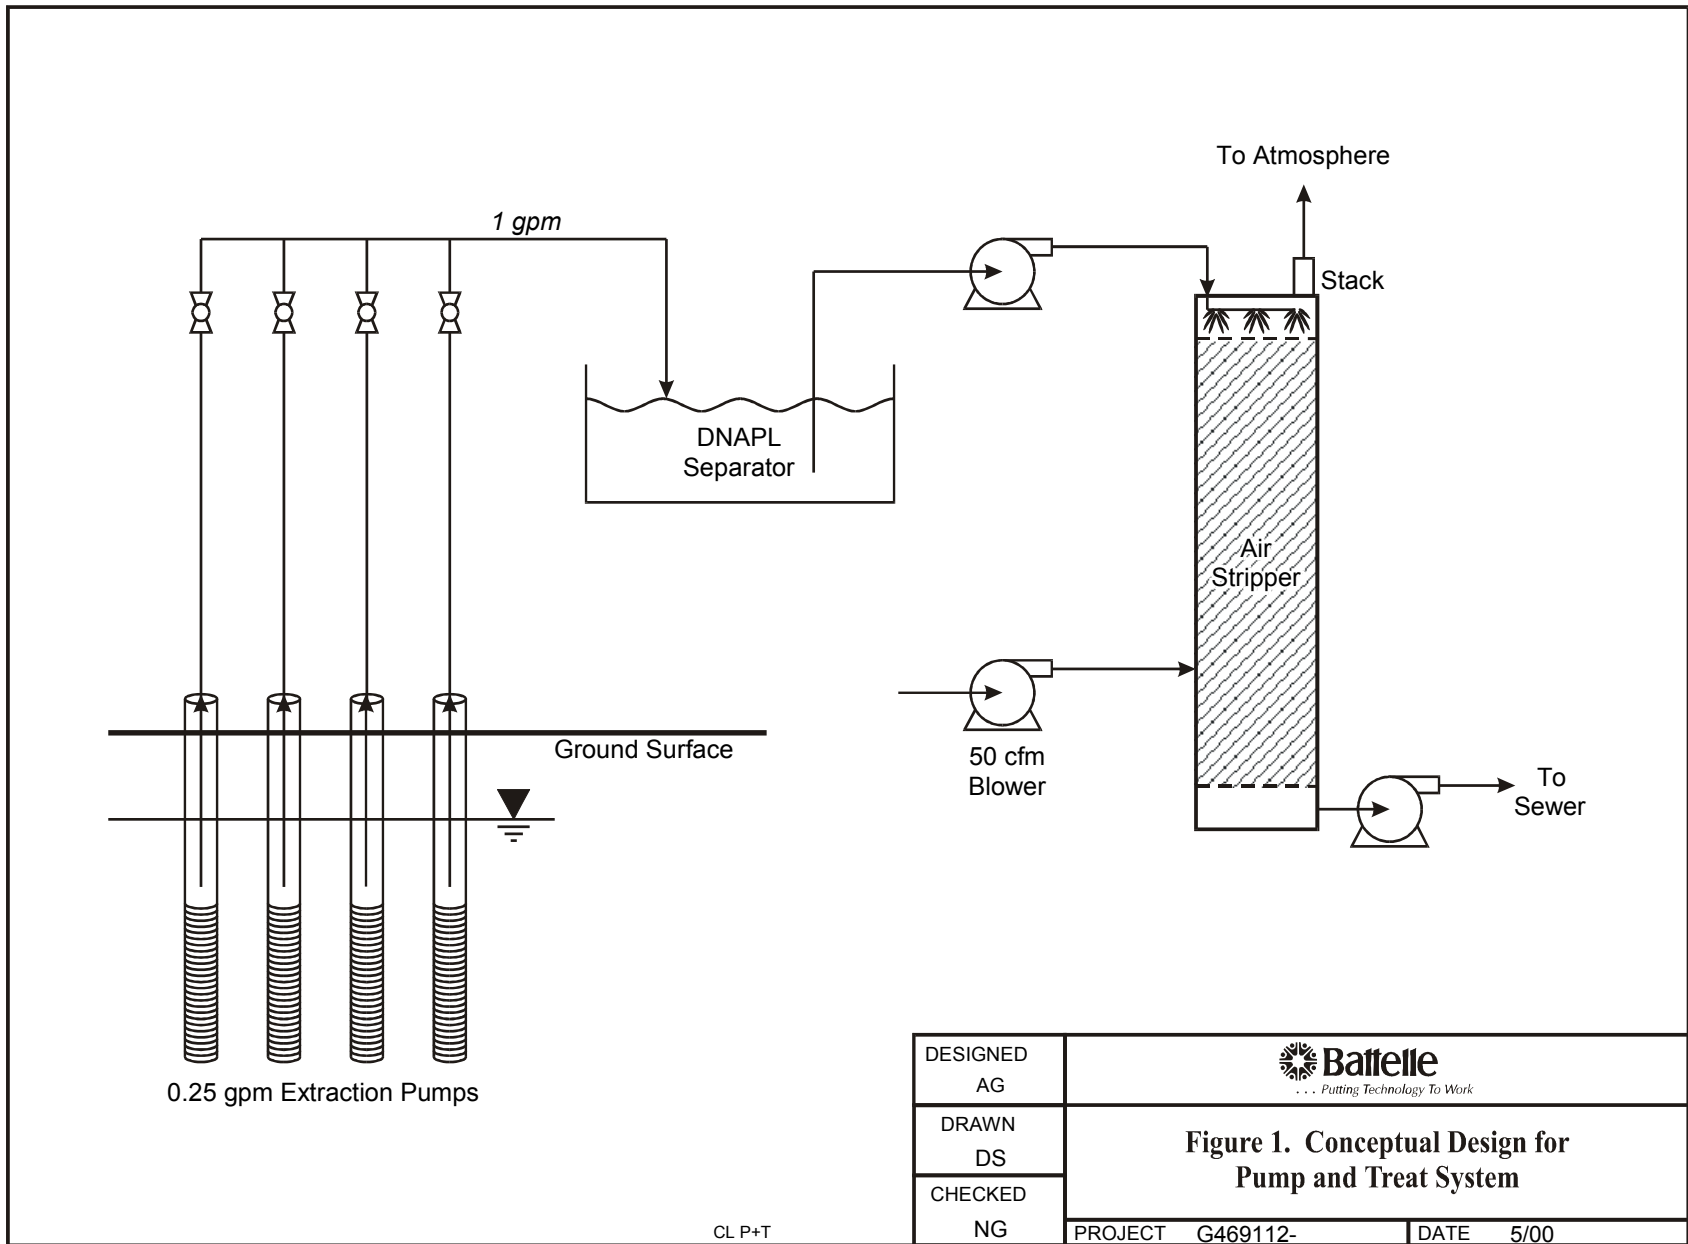 To Atmosphere
1 gpm
Stack
DNAPL
Separator
Air
Stripper
Ground Surface
50 cfm
Blower
To
Sewer
0.25 gpm Extraction Pumps
DESIGNED
AG
Battelle
. . . Putting Technology To Work
DRAWN
DS
Figure 1. Conceptual Design for
Pump and Treat System
CHECKED
NG
CL P+T
PROJECT G469112-
DATE 5/00